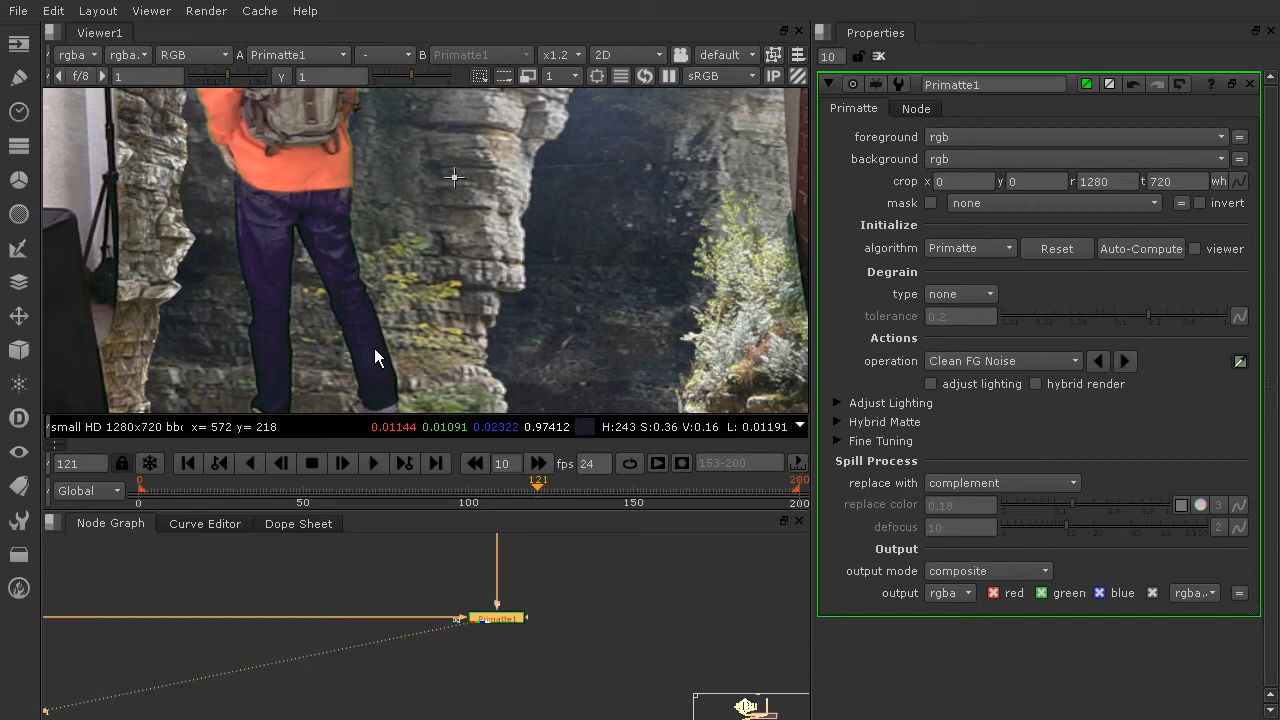 File Edit Layout Viewer Render Cache Help
Viewer1
rgba rgba. RGB A Primatte1 - B Primatte1 x1.2 2D default
f/8 1 Y 1 1 sRGB IP
small HD 1280x720 bb x= 572 y= 218 0.01144 0.01091 0.02322 0.97412 H:243 S:0.36 V:0.16 L: 0.01191
121 10 fps 24 153-200
Global 0 121 200
0 50 100 150 200
Node Graph Curve Editor Dope Sheet
Primatte1
Properties
10
Primatte1 ?
Primatte Node
foreground rgb =
background rgb =
crop x 0 y 0 r 1280 t 720 wh
mask none = invert
Initialize
algorithm Primatte Reset Auto-Compute viewer
Degrain
type none
tolerance 0.2
Actions
operation Clean FG Noise
adjust lighting hybrid render
Adjust Lighting
Hybrid Matte
Fine Tuning
Spill Process
replace with complement
replace color 0.18 3
defocus 10 2
Output
output mode composite
output rgba red green blue rgba. =